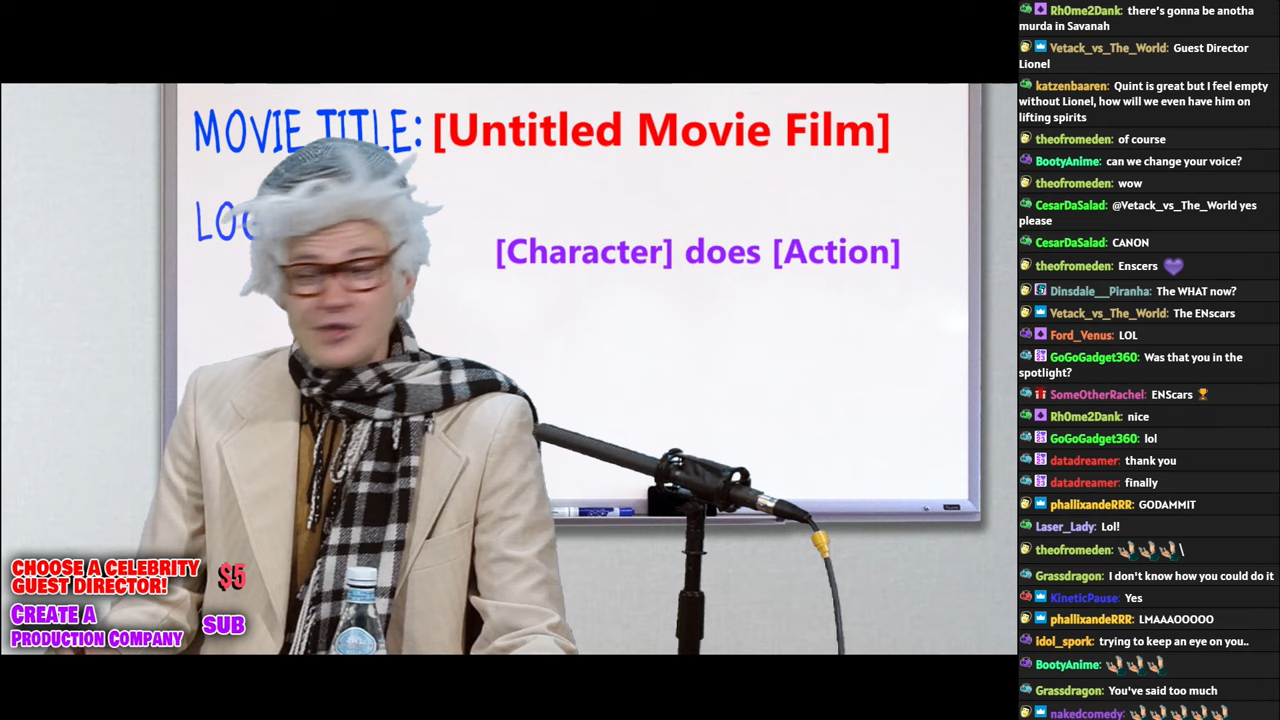 MOVIE TITLE: [Untitled Movie Film]
LOG
[Character] does [Action]
CHOOSE A CELEBRITY
GUEST DIRECTOR! $5
CREATE A
PRODUCTION COMPANY SUB
Rh0me2Dank: there's gonna be anotha
murda in Savanah
Vetack_vs_The_World: Guest Director
Lionel
katzenbaaren: Quint is great but I feel empty
without Lionel, how will we even have him on
lifting spirits
theofromeden: of course
BootyAnime: can we change your voice?
theofromeden: wow
CesarDaSalad: @Vetack_vs_The_World yes
please
CesarDaSalad: CANON
theofromeden: Enscers
Dinsdale__Piranha: The WHAT now?
Vetack_vs_The_World: The ENscars
Ford_Venus: LOL
GoGoGadget360: Was that you in the
spotlight?
SomeOtherRachel: ENScars
Rh0me2Dank: nice
GoGoGadget360: lol
datadreamer: thank you
datadreamer: finally
phallixandeRRR: GODAMMIT
Laser_Lady: Lol!
theofromeden: \
Grassdragon: I don't know how you could do it
KineticPause: Yes
phallixandeRRR: LMAAAOOOOO
idol_spork: trying to keep an eye on you..
BootyAnime:
Grassdragon: You've said too much
nakedcomedy: